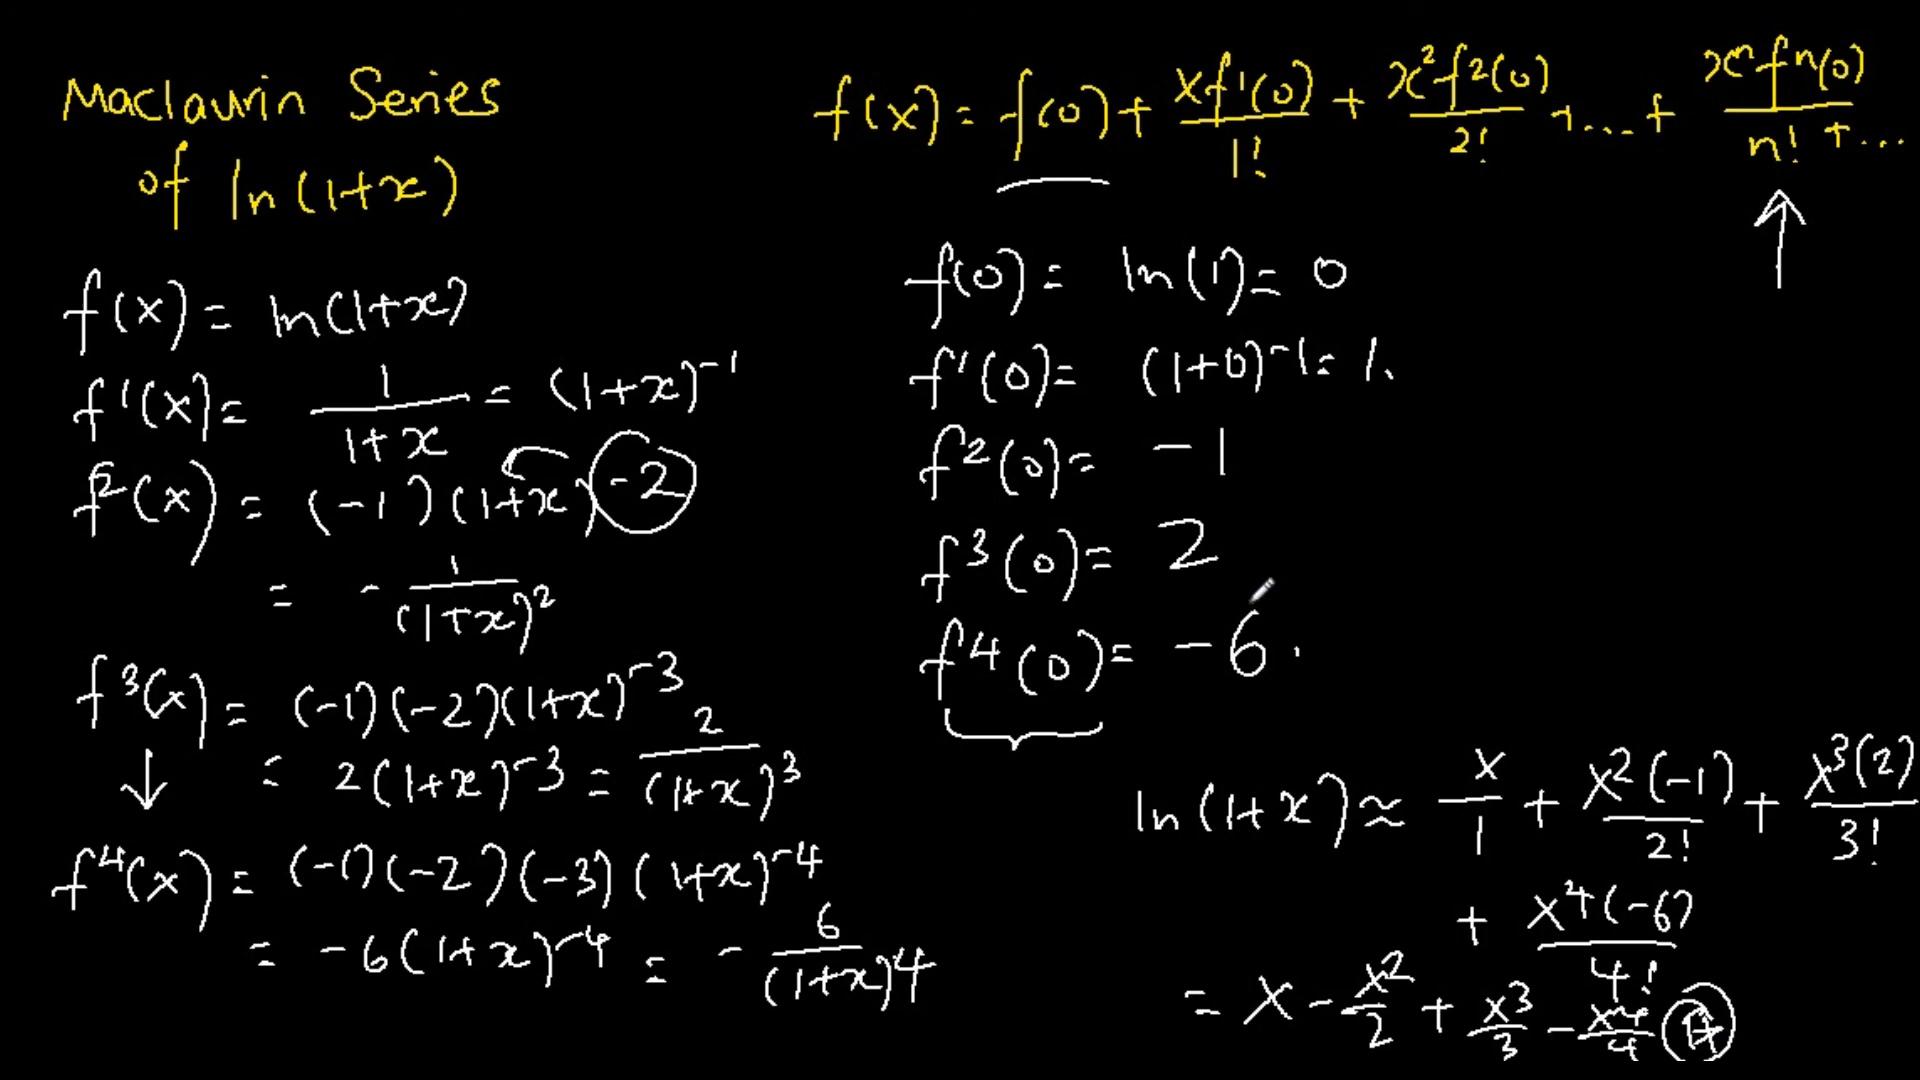 Maclaurin Series
of ln(1+x)
f(x) = f(0) + xf'(0)/1! + x²f²(0)/2! + .... + xⁿfⁿ(0)/n! + ...
f(x) = ln(1+x)
f'(x) = 1/(1+x) = (1+x)⁻¹
f²(x) = (-1)(1+x)⁻²
= - 1/(1+x)²
f³(x) = (-1)(-2)(1+x)⁻³
= 2(1+x)⁻³ = 2/(1+x)³
f⁴(x) = (-1)(-2)(-3)(1+x)⁻⁴
= -6(1+x)⁻⁴ = - 6/(1+x)⁴
f(0) = ln(1) = 0
f'(0) = (1+0)⁻¹ = 1.
f²(0) = -1
f³(0) = 2
f⁴(0) = -6.
ln(1+x) ≈ x/1 + x²(-1)/2! + x³(2)/3!
+ x⁴(-6)/4!
= x - x²/2 + x³/3 - x⁴/4